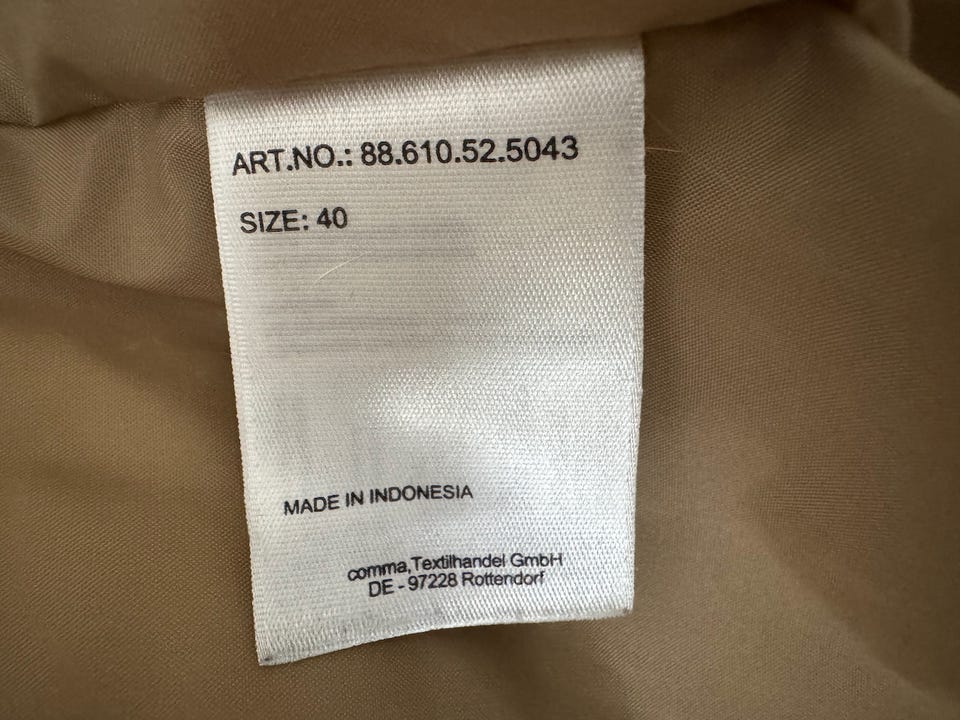 ART.NO.: 88.610.52.5043
SIZE: 40
MADE IN INDONESIA
comma,Textilhandel GmbH
DE - 97228 Rottendorf